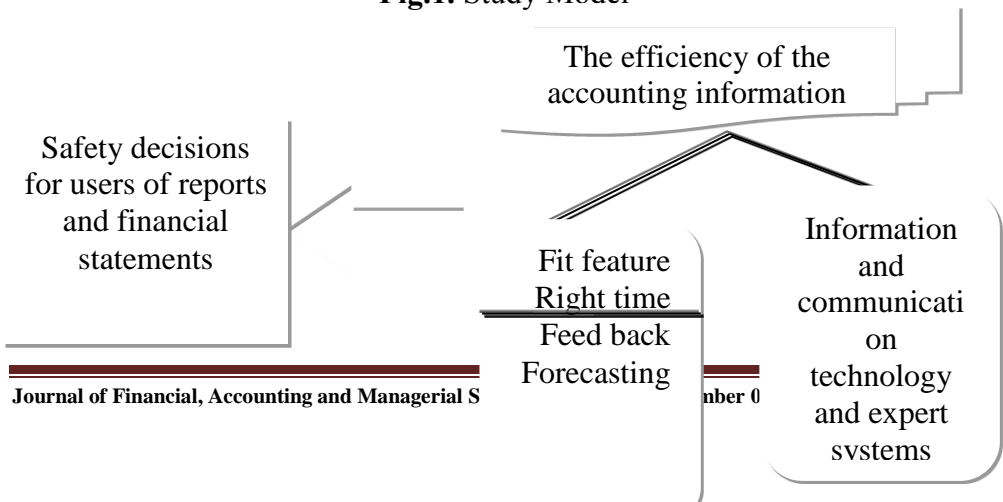 Fig.1. Study Model
The efficiency of the
accounting information
Safety decisions
for users of reports
and financial
statements
Fit feature
Right time
Feed back
Forecasting
Information
and
communicati
on
technology
and expert
systems
Journal of Financial, Accounting and Managerial S